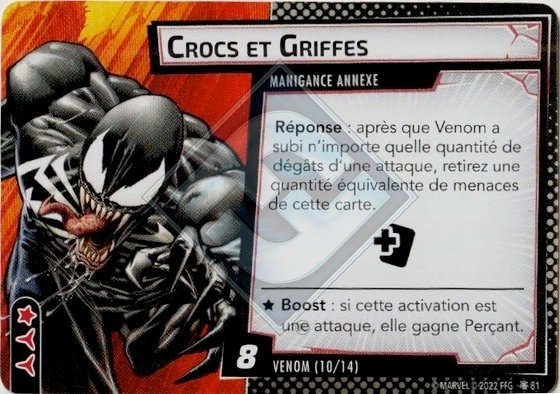 Crocs et Griffes
MANIGANCE ANNEXE
Réponse : après que Venom a
subi n'importe quelle quantité de
dégâts d'une attaque, retirez une
quantité équivalente de menaces
de cette carte.
★ Boost : si cette activation est
une attaque, elle gagne Perçant.
8
VENOM (10/14)
© MARVEL © 2022 FFG 81